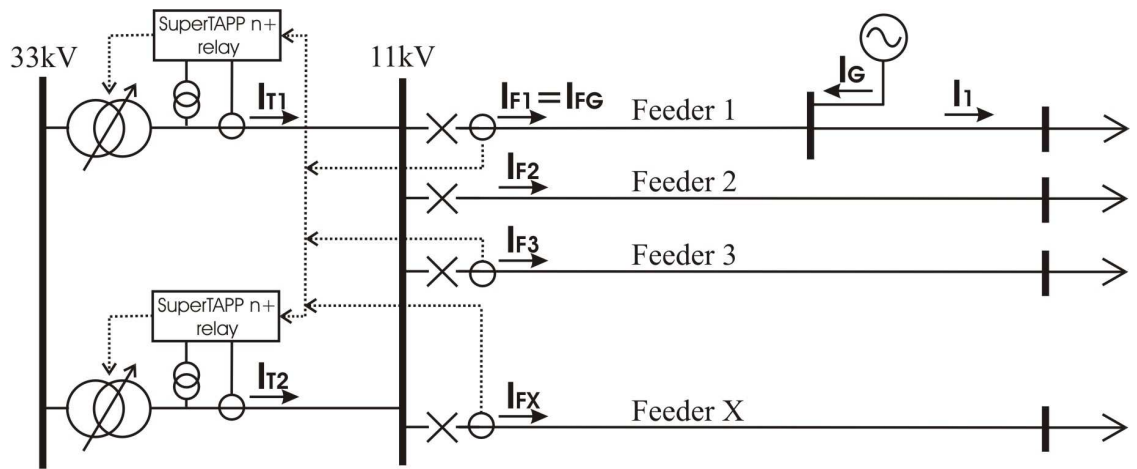 SuperTAPP n+
relay
33kV
11kV
IT1
IF1 = IFG
Feeder 1
IG
I1
IF2
Feeder 2
IF3
Feeder 3
SuperTAPP n+
relay
IT2
IFX
Feeder X